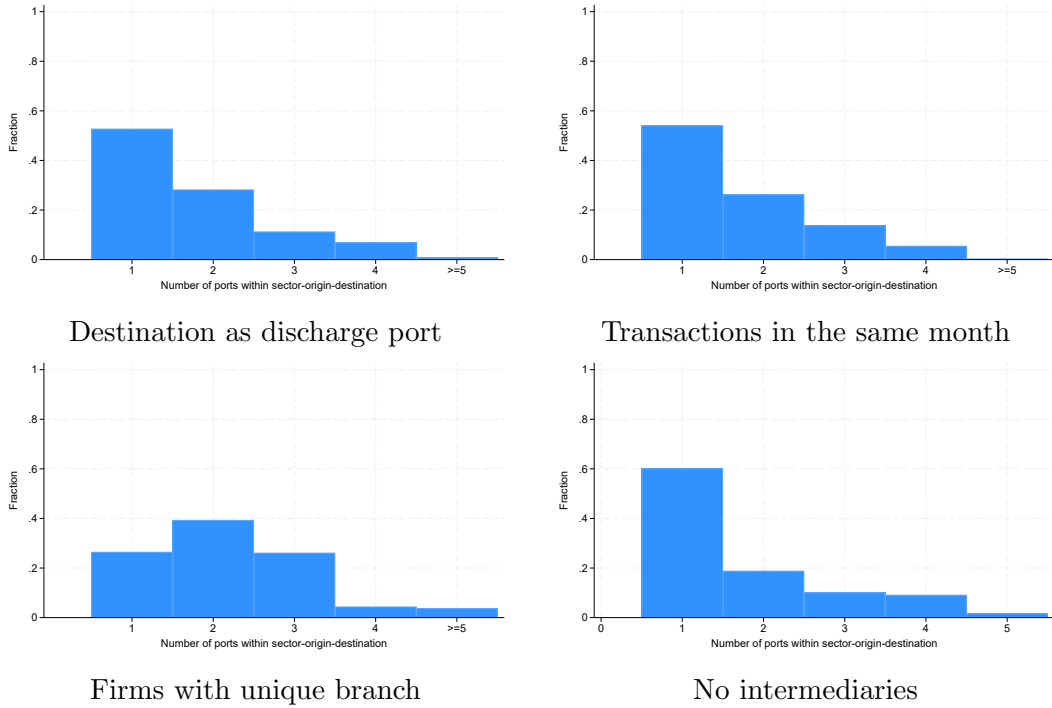 1
.8
.6
.4
.2
0
Fraction
1 2 3 4 >=5
Number of ports within sector-origin-destination
Destination as discharge port
1
.8
.6
.4
.2
0
Fraction
1 2 3 4 >=5
Number of ports within sector-origin-destination
Transactions in the same month
1
.8
.6
.4
.2
0
Fraction
1 2 3 4 >=5
Number of ports within sector-origin-destination
Firms with unique branch
1
.8
.6
.4
.2
0
Fraction
0 1 2 3 4 5
Number of ports within sector-origin-destination
No intermediaries